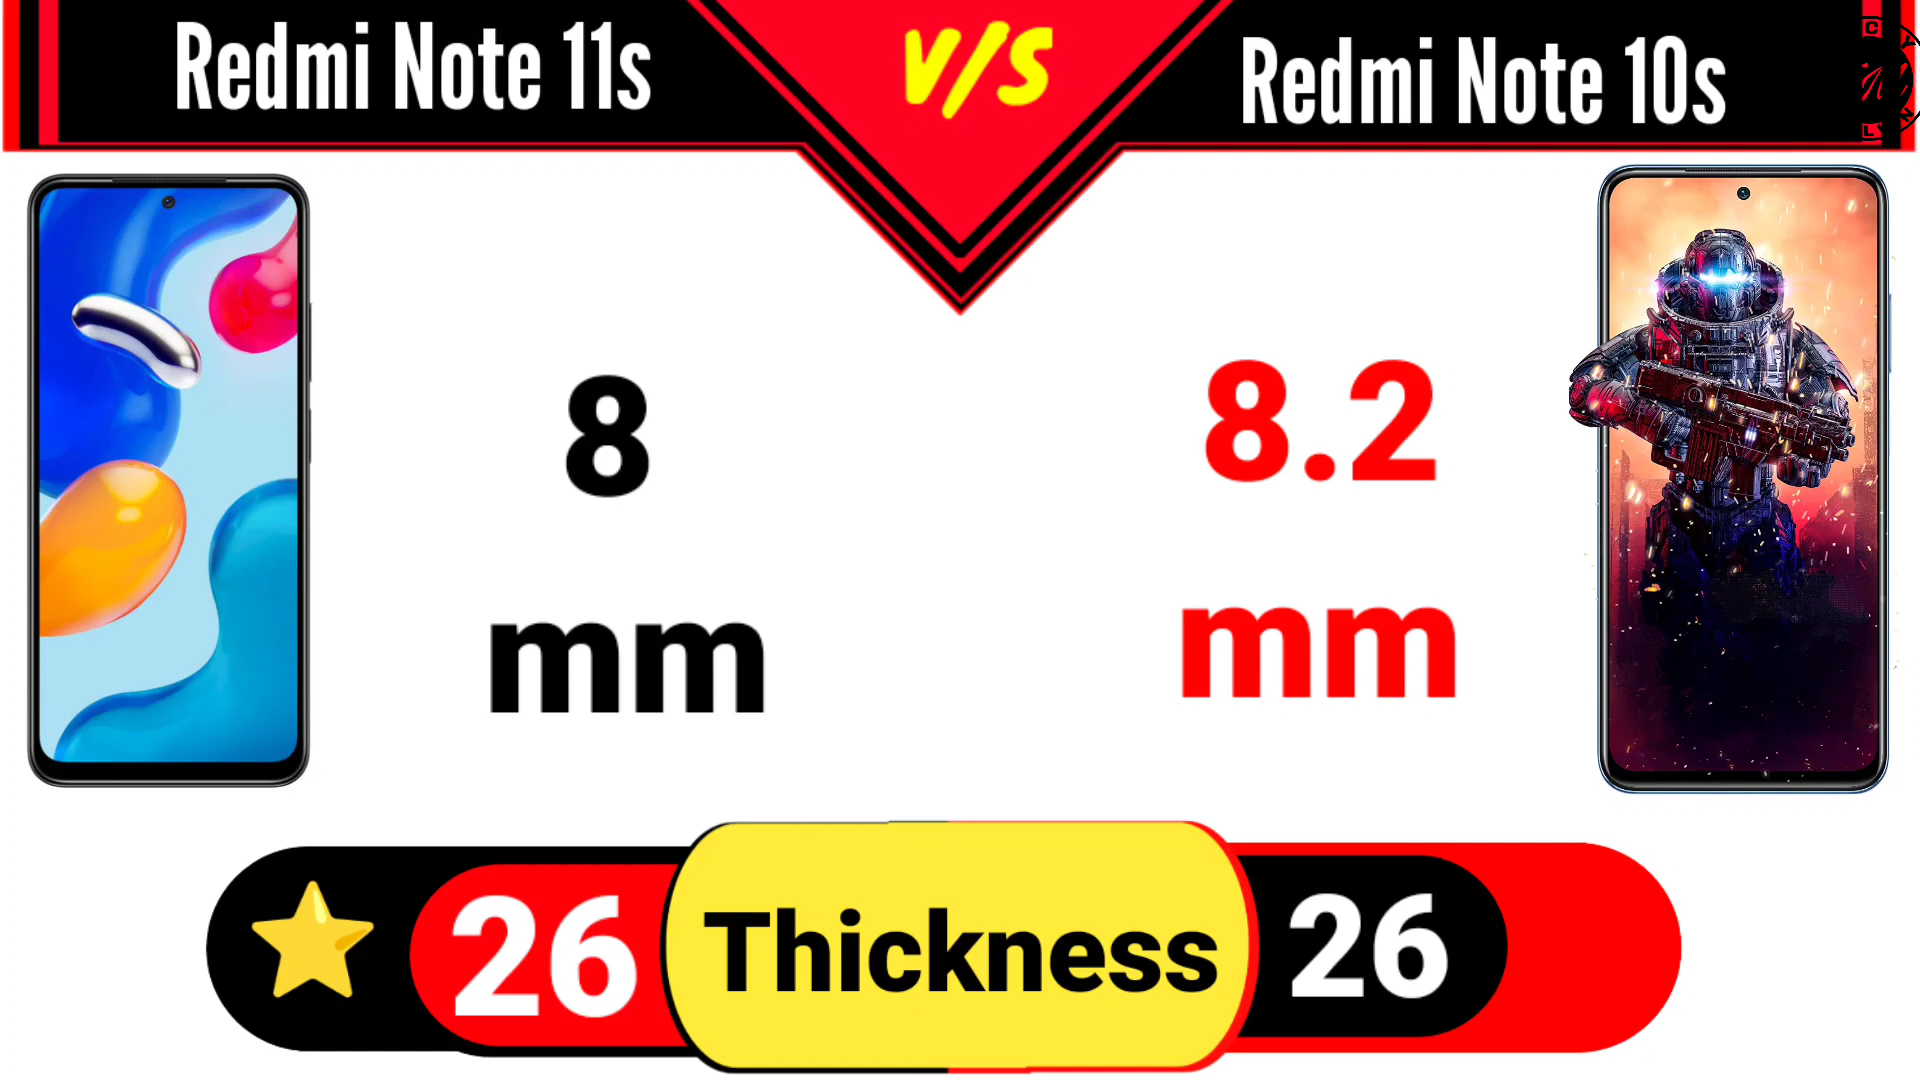 Redmi Note 11s
V/S
Redmi Note 10s
8
mm
8.2
mm
26
Thickness
26